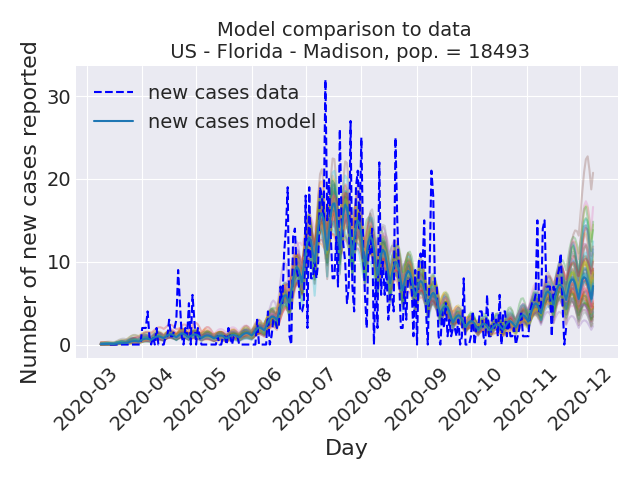 Model comparison to data
US - Florida - Madison, pop. = 18493
Number of new cases reported
30
20
10
0
new cases data
new cases model
2020-03
2020-04
2020-05
2020-06
2020-07
2020-08
2020-09
2020-10
2020-11
2020-12
Day